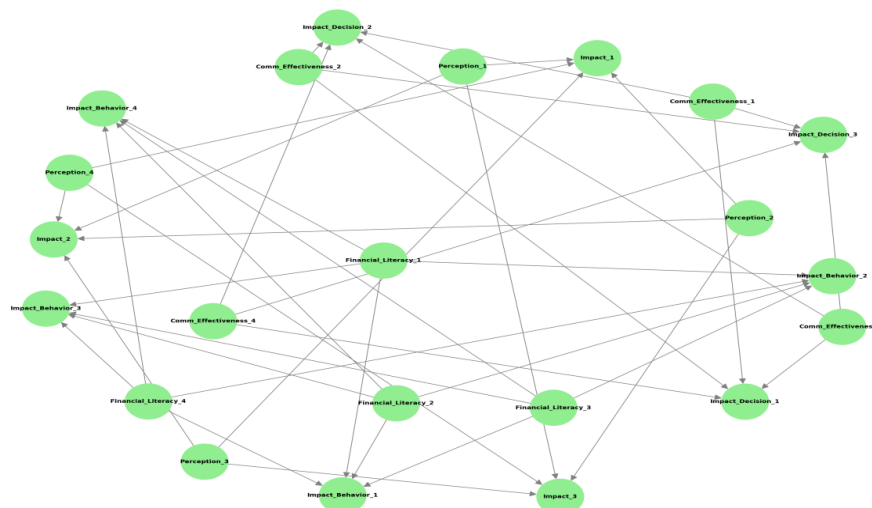 Impact_Decision_2
Comm_Effectiveness_2
Perception_1
Impact_1
Comm_Effectiveness_1
Impact_Behavior_4
Impact_Decision_3
Perception_4
Perception_2
Impact_2
Financial_Literacy_1
Impact_Behavior_2
Impact_Behavior_3
Comm_Effectiveness_4
Comm_Effectiveness
Financial_Literacy_4
Financial_Literacy_2
Financial_Literacy_3
Impact_Decision_1
Perception_3
Impact_Behavior_1
Impact_3